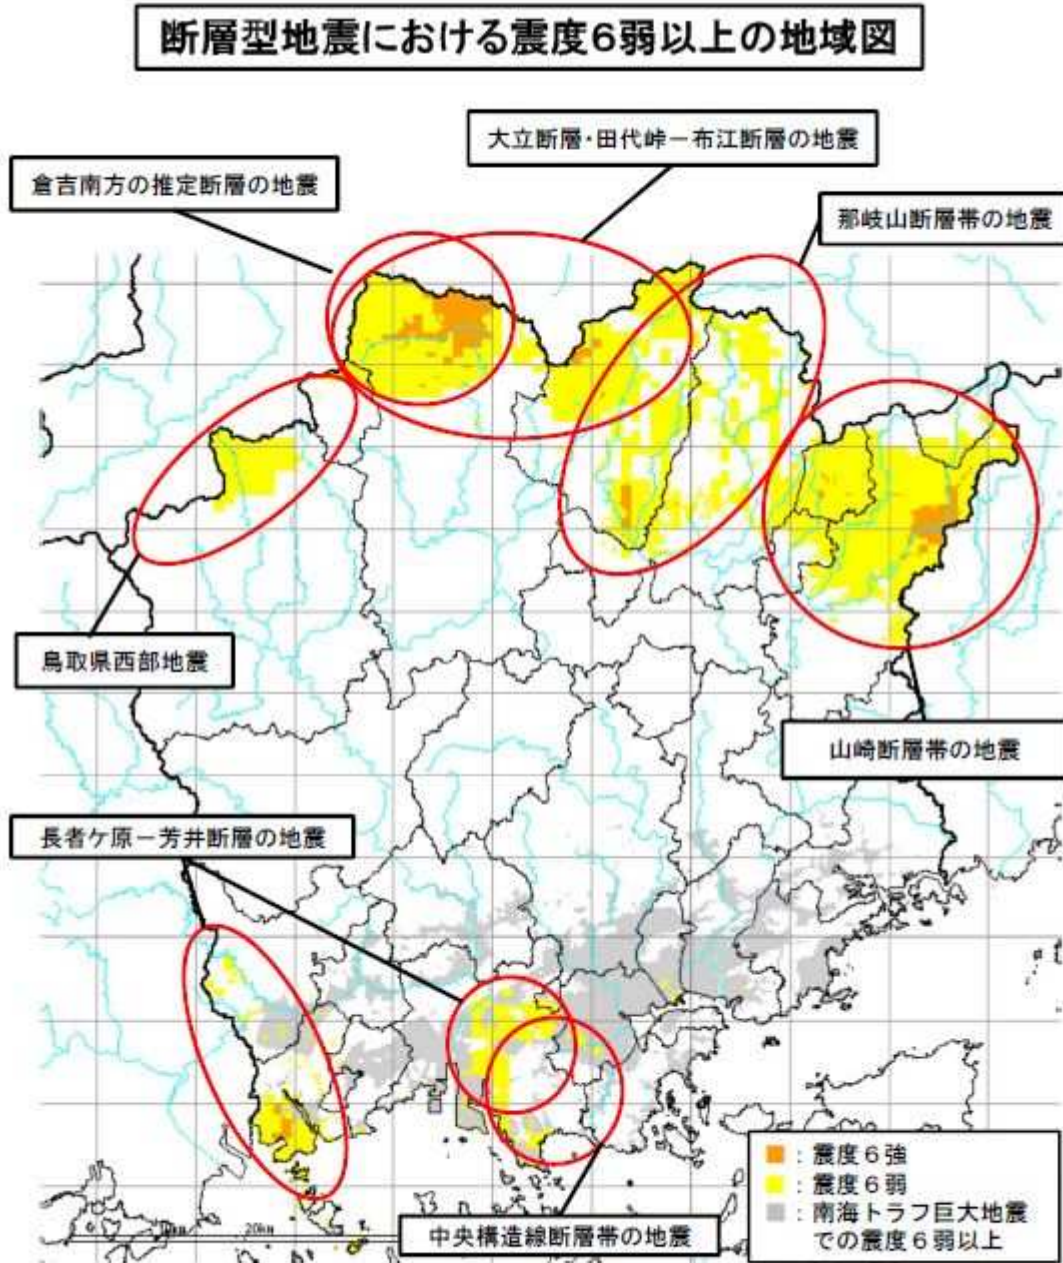 断層型地震における震度6弱以上の地域図
大立断層・田代峠－布江断層の地震
倉吉南方の推定断層の地震
那岐山断層帯の地震
鳥取県西部地震
山崎断層帯の地震
長者ケ原－芳井断層の地震
：震度６強
：震度６弱
：南海トラフ巨大地震
での震度６弱以上
20km
中央構造線断層帯の地震